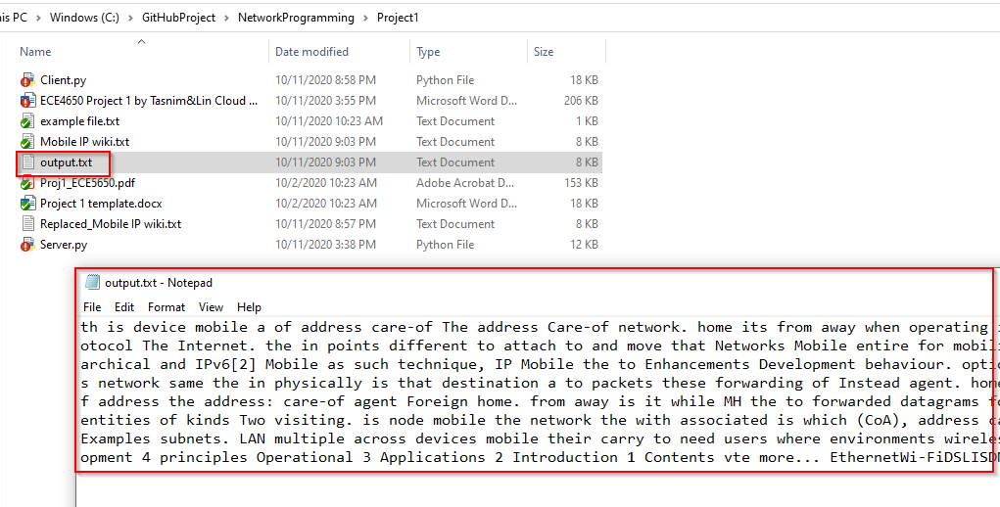 his PC > Windows (C:) > GitHubProject > NetworkProgramming > Project1
Name Date modified Type Size
Client.py 10/11/2020 8:58 PM Python File 18 KB
ECE4650 Project 1 by Tasnim&Lin Cloud ... 10/11/2020 3:55 PM Microsoft Word D... 206 KB
example file.txt 10/11/2020 10:23 AM Text Document 1 KB
Mobile IP wiki.txt 10/11/2020 9:03 PM Text Document 8 KB
output.txt 10/11/2020 9:03 PM Text Document 8 KB
Proj1_ECE5650.pdf 10/2/2020 10:23 AM Adobe Acrobat D... 153 KB
Project 1 template.docx 10/2/2020 10:23 AM Microsoft Word D... 18 KB
Replaced_Mobile IP wiki.txt 10/11/2020 8:57 PM Text Document 8 KB
Server.py 10/11/2020 3:38 PM Python File 12 KB
output.txt - Notepad
File Edit Format View Help
th is device mobile a of address care-of The address Care-of network. home its from away when operating
otocol The Internet. the in points different to attach to and move that Networks Mobile entire for mobil
archical and IPv6[2] Mobile as such technique, IP Mobile the to Enhancements Development behaviour. optio
s network same the in physically is that destination a to packets these forwarding of Instead agent. home
f address the address: care-of agent Foreign home. from away is it while MH the to forwarded datagrams fo
entities of kinds Two visiting. is node mobile the network the with associated is which (CoA), address ca
Examples subnets. LAN multiple across devices mobile their carry to need users where environments wireles
opment 4 principles Operational 3 Applications 2 Introduction 1 Contents vte more... EthernetWi-FiDSLISDN